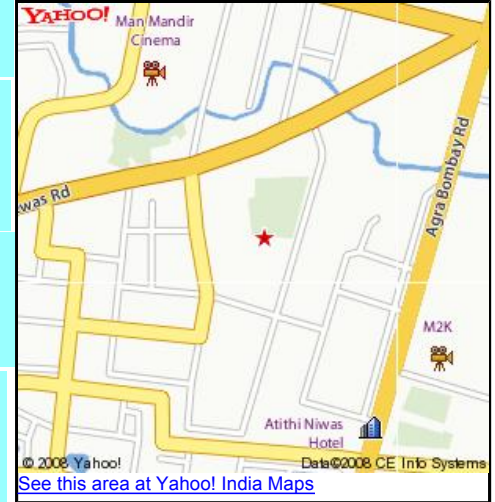 YAHOO!
Man Mandir
Cinema
was Rd
Agra Bombay Rd
M2K
Atithi Niwas
Hotel
© 2008 Yahoo!
Data©2008 CE Info Systems
See this area at Yahoo! India Maps